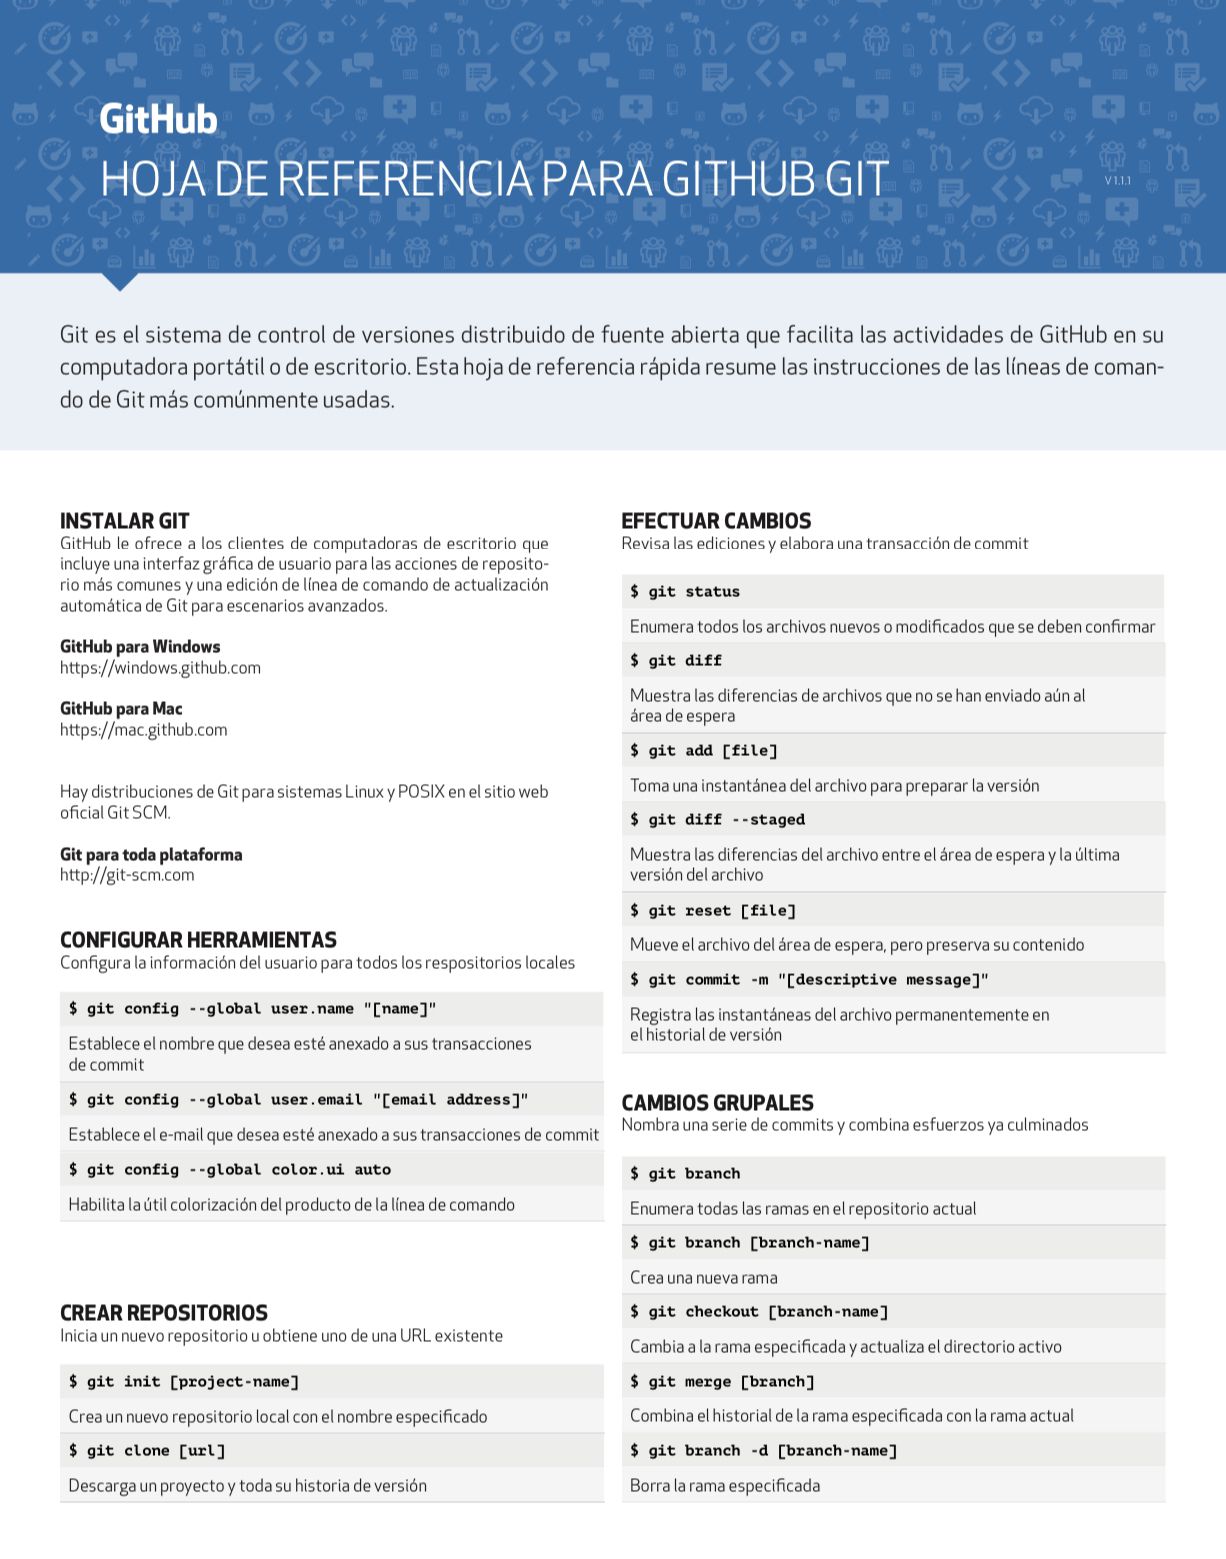 GitHub
HOJA DE REFERENCIA PARA GITHUB GIT
V 1.1.1
Git es el sistema de control de versiones distribuido de fuente abierta que facilita las actividades de GitHub en su
computadora portátil o de escritorio. Esta hoja de referencia rápida resume las instrucciones de las líneas de coman-
do de Git más comúnmente usadas.
INSTALAR GIT
GitHub le ofrece a los clientes de computadoras de escritorio que
incluye una interfaz gráfica de usuario para las acciones de reposito-
rio más comunes y una edición de línea de comando de actualización
automática de Git para escenarios avanzados.
GitHub para Windows
https://windows.github.com
GitHub para Mac
https://mac.github.com
Hay distribuciones de Git para sistemas Linux y POSIX en el sitio web
oficial Git SCM.
Git para toda plataforma
http://git-scm.com
CONFIGURAR HERRAMIENTAS
Configura la información del usuario para todos los respositorios locales
$ git config --global user.name "[name]"
Establece el nombre que desea esté anexado a sus transacciones
de commit
$ git config --global user.email "[email address]"
Establece el e-mail que desea esté anexado a sus transacciones de commit
$ git config --global color.ui auto
Habilita la útil colorización del producto de la línea de comando
CREAR REPOSITORIOS
Inicia un nuevo repositorio u obtiene uno de una URL existente
$ git init [project-name]
Crea un nuevo repositorio local con el nombre especificado
$ git clone [url]
Descarga un proyecto y toda su historia de versión
EFECTUAR CAMBIOS
Revisa las ediciones y elabora una transacción de commit
$ git status
Enumera todos los archivos nuevos o modificados que se deben confirmar
$ git diff
Muestra las diferencias de archivos que no se han enviado aún al
área de espera
$ git add [file]
Toma una instantánea del archivo para preparar la versión
$ git diff --staged
Muestra las diferencias del archivo entre el área de espera y la última
versión del archivo
$ git reset [file]
Mueve el archivo del área de espera, pero preserva su contenido
$ git commit -m "[descriptive message]"
Registra las instantáneas del archivo permanentemente en
el historial de versión
CAMBIOS GRUPALES
Nombra una serie de commits y combina esfuerzos ya culminados
$ git branch
Enumera todas las ramas en el repositorio actual
$ git branch [branch-name]
Crea una nueva rama
$ git checkout [branch-name]
Cambia a la rama especificada y actualiza el directorio activo
$ git merge [branch]
Combina el historial de la rama especificada con la rama actual
$ git branch -d [branch-name]
Borra la rama especificada